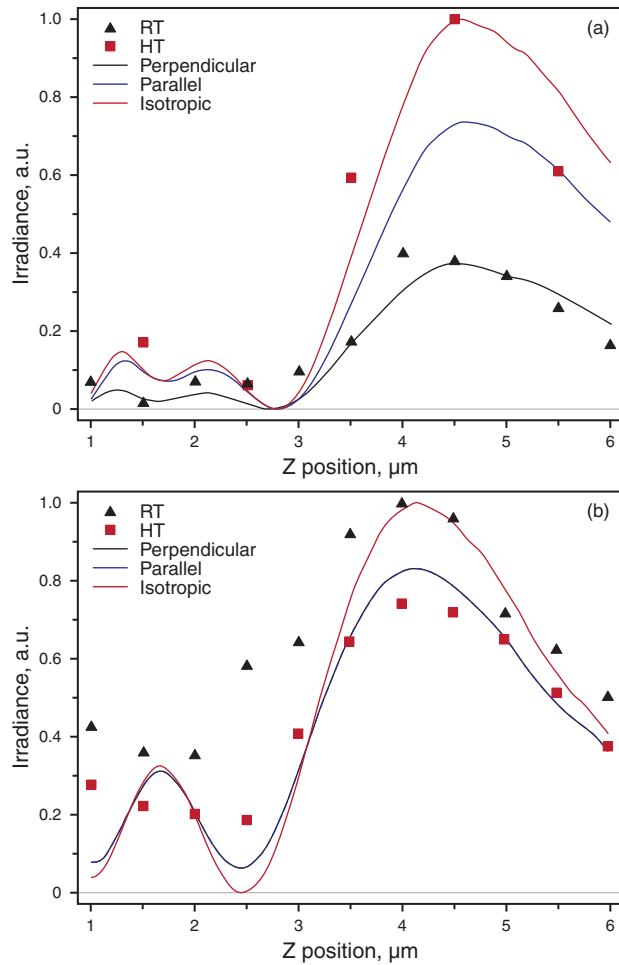 1.0
(a)
RT
HT
Perpendicular
Parallel
Isotropic
0.8
0.6
0.4
0.2
0
Irradiance, a.u.
1 2 3 4 5 6
Z position, μm
1.0
(b)
RT
HT
Perpendicular
Parallel
Isotropic
0.8
0.6
0.4
0.2
0
Irradiance, a.u.
1 2 3 4 5 6
Z position, μm